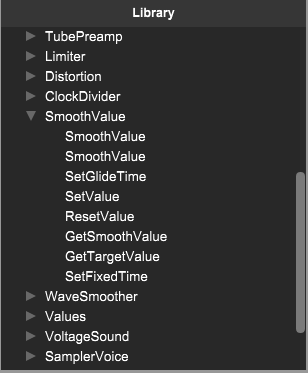 Library
TubePreamp
Limiter
Distortion
ClockDivider
SmoothValue
SmoothValue
SmoothValue
SetGlideTime
SetValue
ResetValue
GetSmoothValue
GetTargetValue
SetFixedTime
WaveSmoother
Values
VoltageSound
SamplerVoice